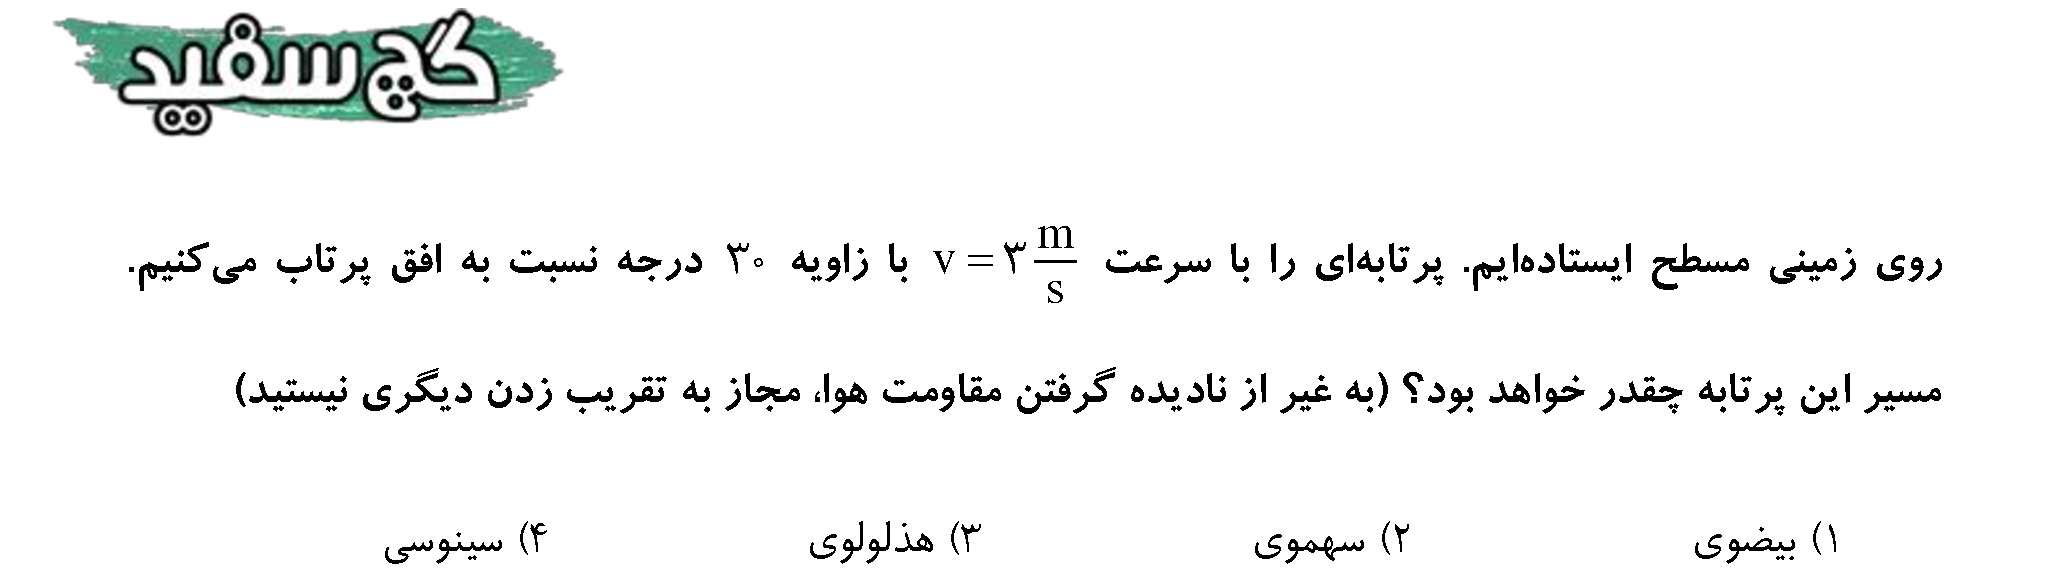 گچ سفید
روی زمینی مسطح ایستاده‌ایم. پرتابه‌ای را با سرعت v = ۳ m/s با زاویه ۳۰ درجه نسبت به افق پرتاب می‌کنیم.
مسیر این پرتابه چقدر خواهد بود؟ (به غیر از نادیده گرفتن مقاومت هوا، مجاز به تقریب زدن دیگری نیستید)
۱) بیضوی ۲) سهموی ۳) هذلولوی ۴) سینوسی